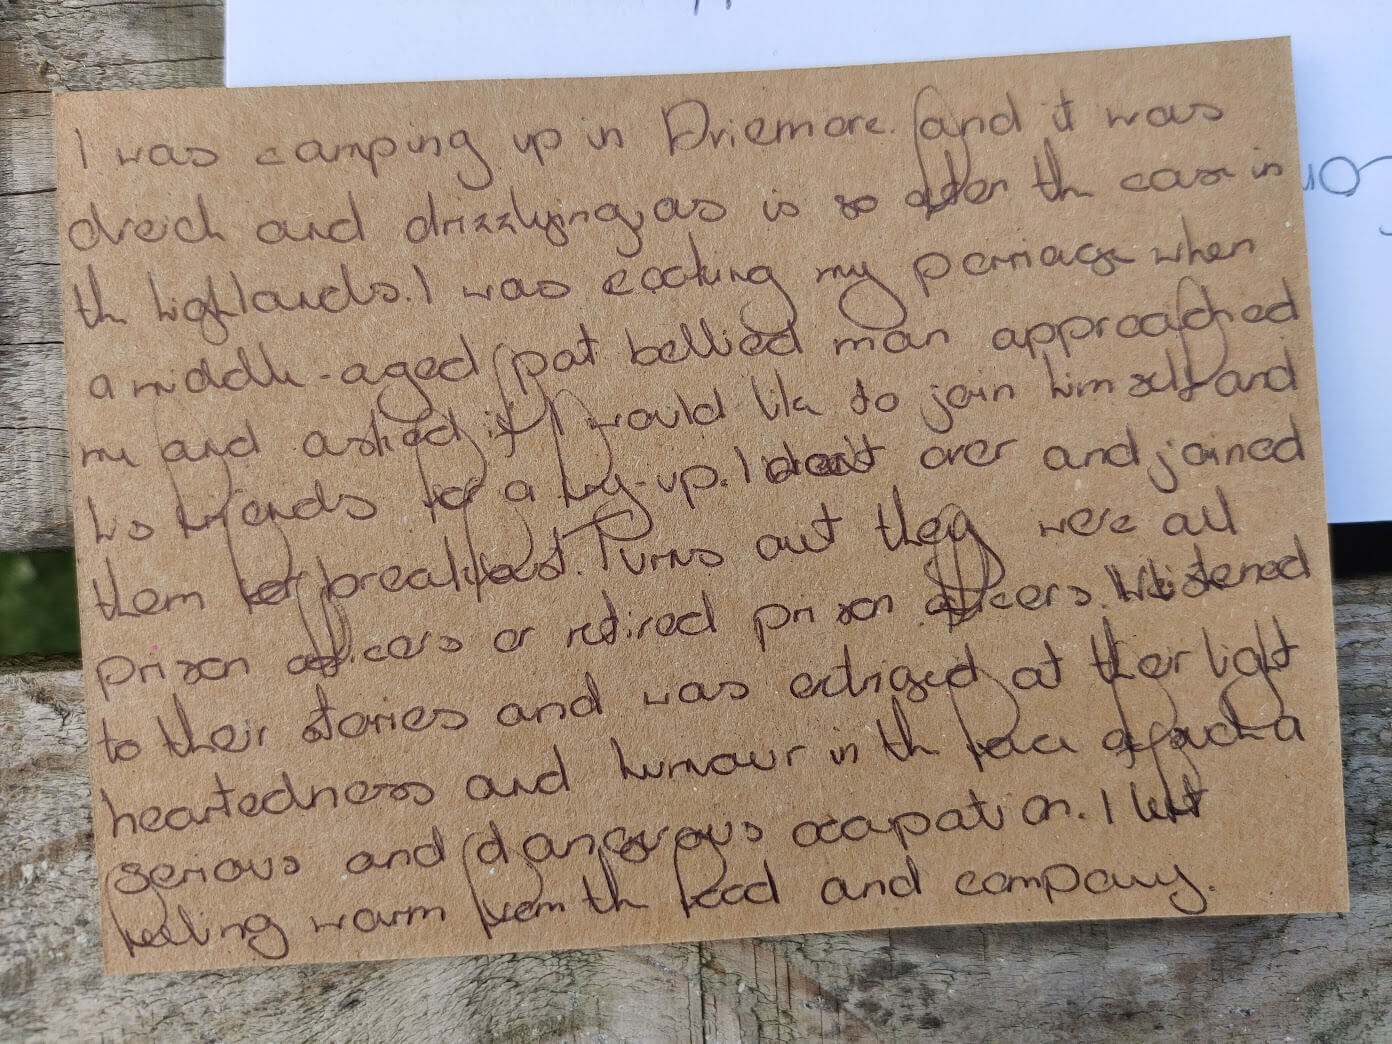 I was camping up in Driemore. and it was
dreich and drizzlying, as is so often the case in
the highlands. I was cooking my porriage when
a middle-aged pot bellied man approached
me and asked if I would like to join himself and
his friends for a fry-up. I went over and joined
them for breakfast. Turns out they were all
prison officers or retired prison officers. I listened
to their stories and was at their light
heartedness and humour in the face of such a
serious and dangerous occupation. I left
feeling warm from the food and company.